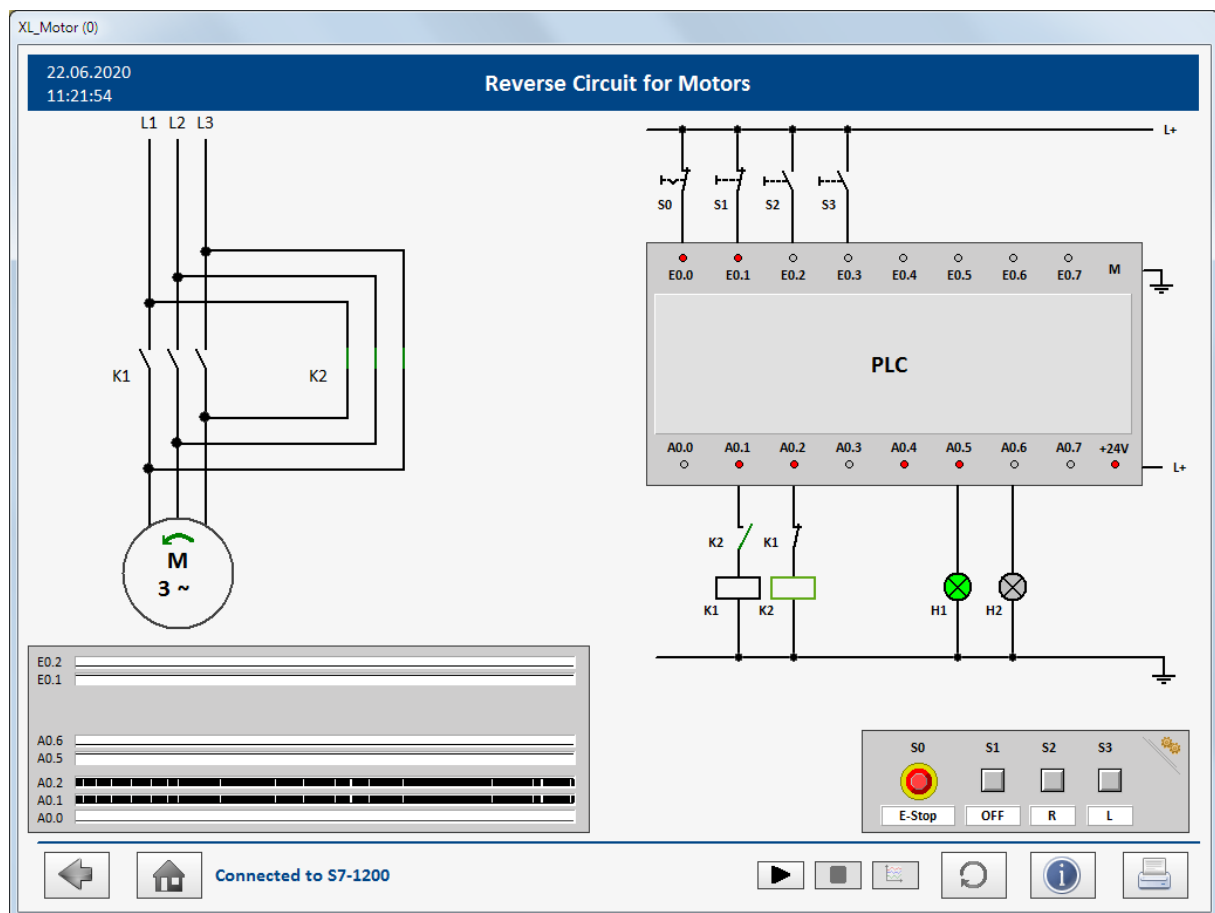 XL_Motor (0)
22.06.2020
11:21:54
Reverse Circuit for Motors
L1 L2 L3
L+
S0 S1 S2 S3
E0.0 E0.1 E0.2 E0.3 E0.4 E0.5 E0.6 E0.7 M
K1 K2
PLC
A0.0 A0.1 A0.2 A0.3 A0.4 A0.5 A0.6 A0.7 +24V
L+
M
3 ~
K2 K1
K1 K2 H1 H2
E0.2
E0.1
A0.6
A0.5
A0.2
A0.1
A0.0
S0 S1 S2 S3
E-Stop OFF R L
Connected to S7-1200
i